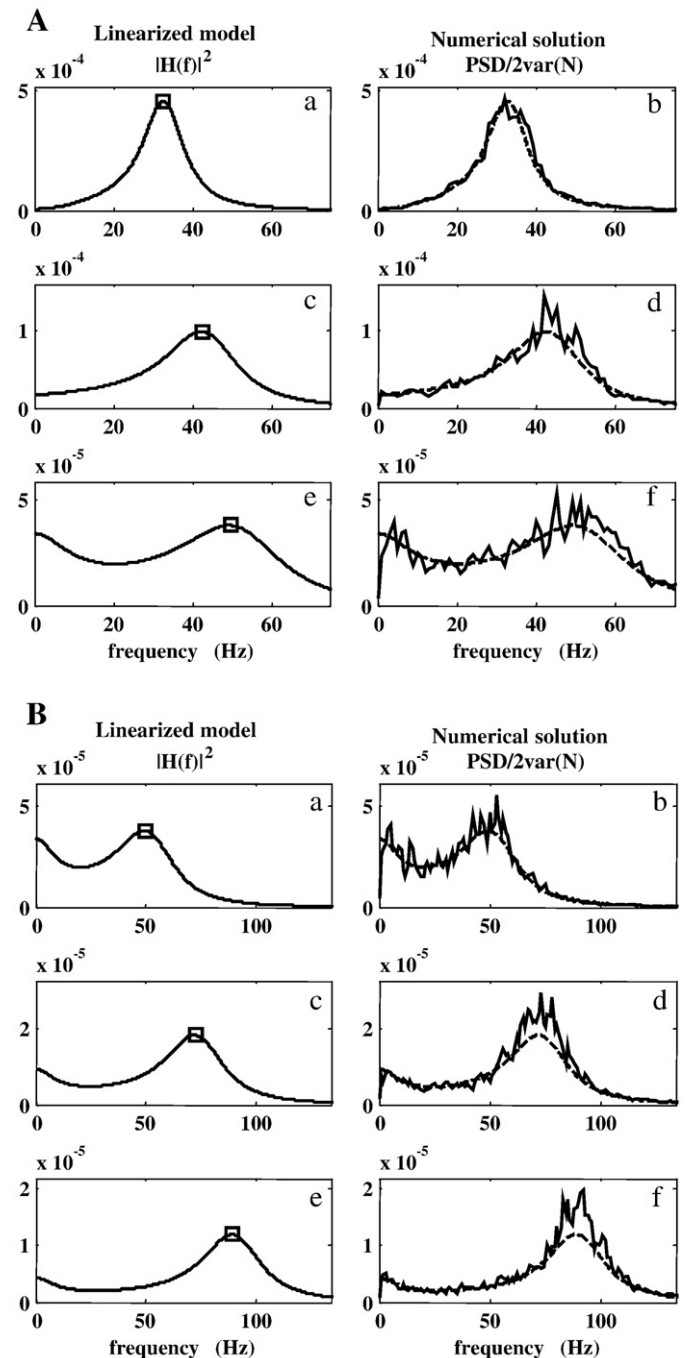 A
Linearized model
|H(f)|²
Numerical solution
PSD/2var(N)
x 10⁻⁴
a
5
0
0 20 40 60
x 10⁻⁴
b
5
0
0 20 40 60
x 10⁻⁴
c
1
0
0 20 40 60
x 10⁻⁴
d
1
0
0 20 40 60
x 10⁻⁵
e
5
0
0 20 40 60
frequency (Hz)
x 10⁻⁵
f
5
0
0 20 40 60
frequency (Hz)
B
Linearized model
|H(f)|²
Numerical solution
PSD/2var(N)
x 10⁻⁵
a
5
0
0 50 100
x 10⁻⁵
b
5
0
0 50 100
x 10⁻⁵
c
2
0
0 50 100
x 10⁻⁵
d
2
0
0 50 100
x 10⁻⁵
e
2
1
0
0 50 100
frequency (Hz)
x 10⁻⁵
f
2
1
0
0 50 100
frequency (Hz)